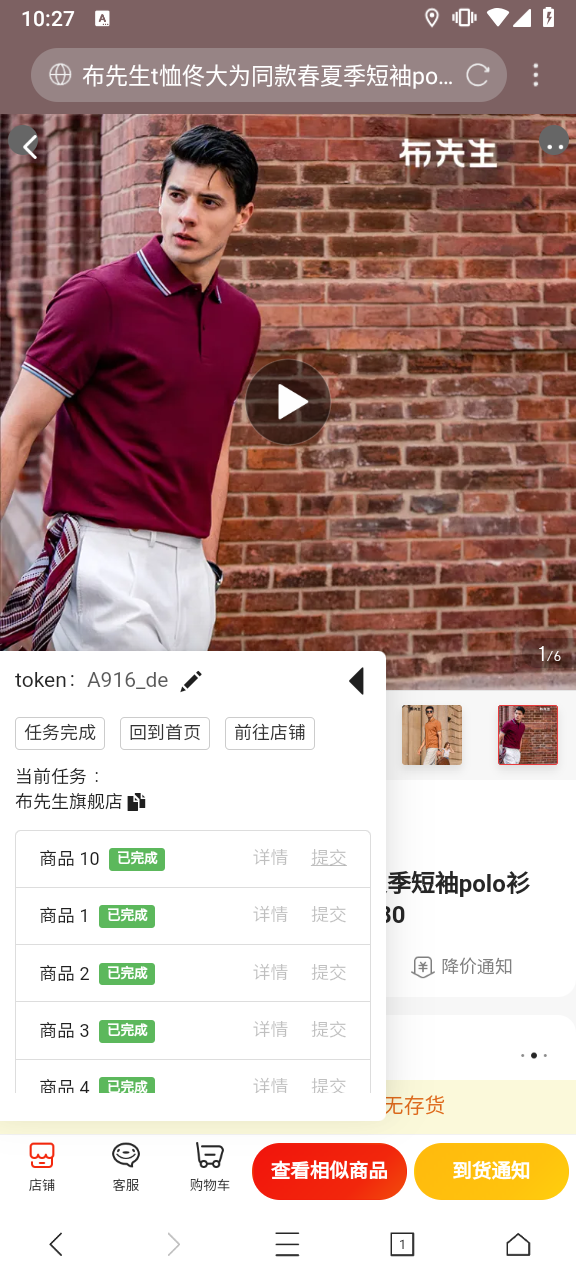 10:27
布先生t恤佟大为同款春夏季短袖po...
布先生
1/6
token: A916_de
任务完成 回到首页 前往店铺
当前任务：
布先生旗舰店
商品 10 已完成 详情 提交
商品 1 已完成 详情 提交
商品 2 已完成 详情 提交
商品 3 已完成 详情 提交
商品 4 已完成 详情 提交
季短袖polo衫
30
降价通知
无存货
店铺 客服 购物车 查看相似商品 到货通知
1